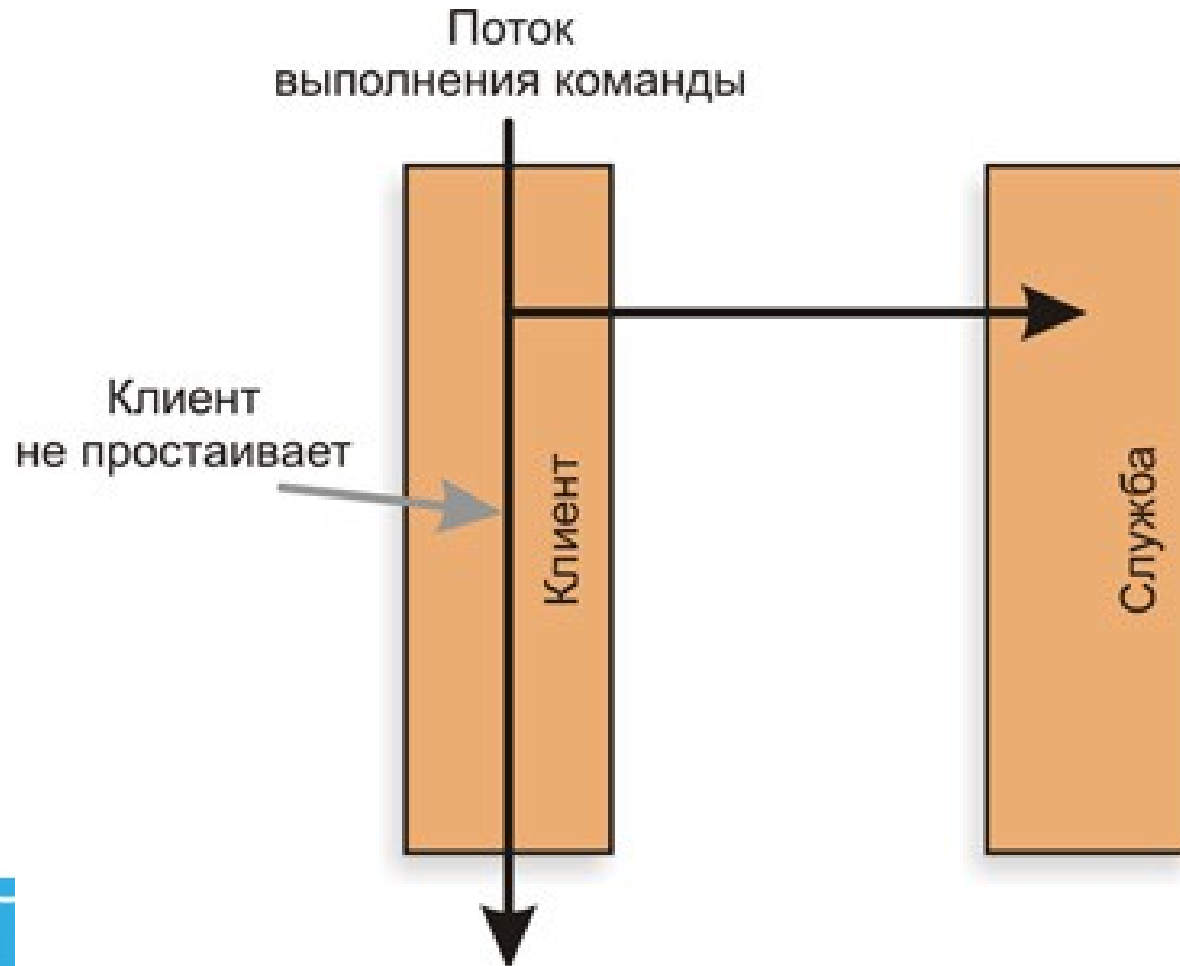 Поток
выполнения команды
Клиент
не простаивает
Клиент
Служба